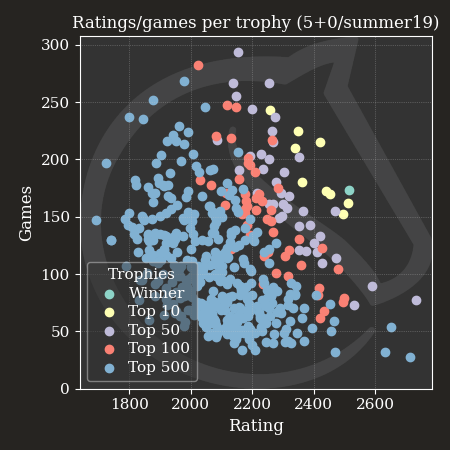 Ratings/games per trophy (5+0/summer19)
300
250
200
150
100
50
0
Games
Trophies
Winner
Top 10
Top 50
Top 100
Top 500
1800 2000 2200 2400 2600
Rating